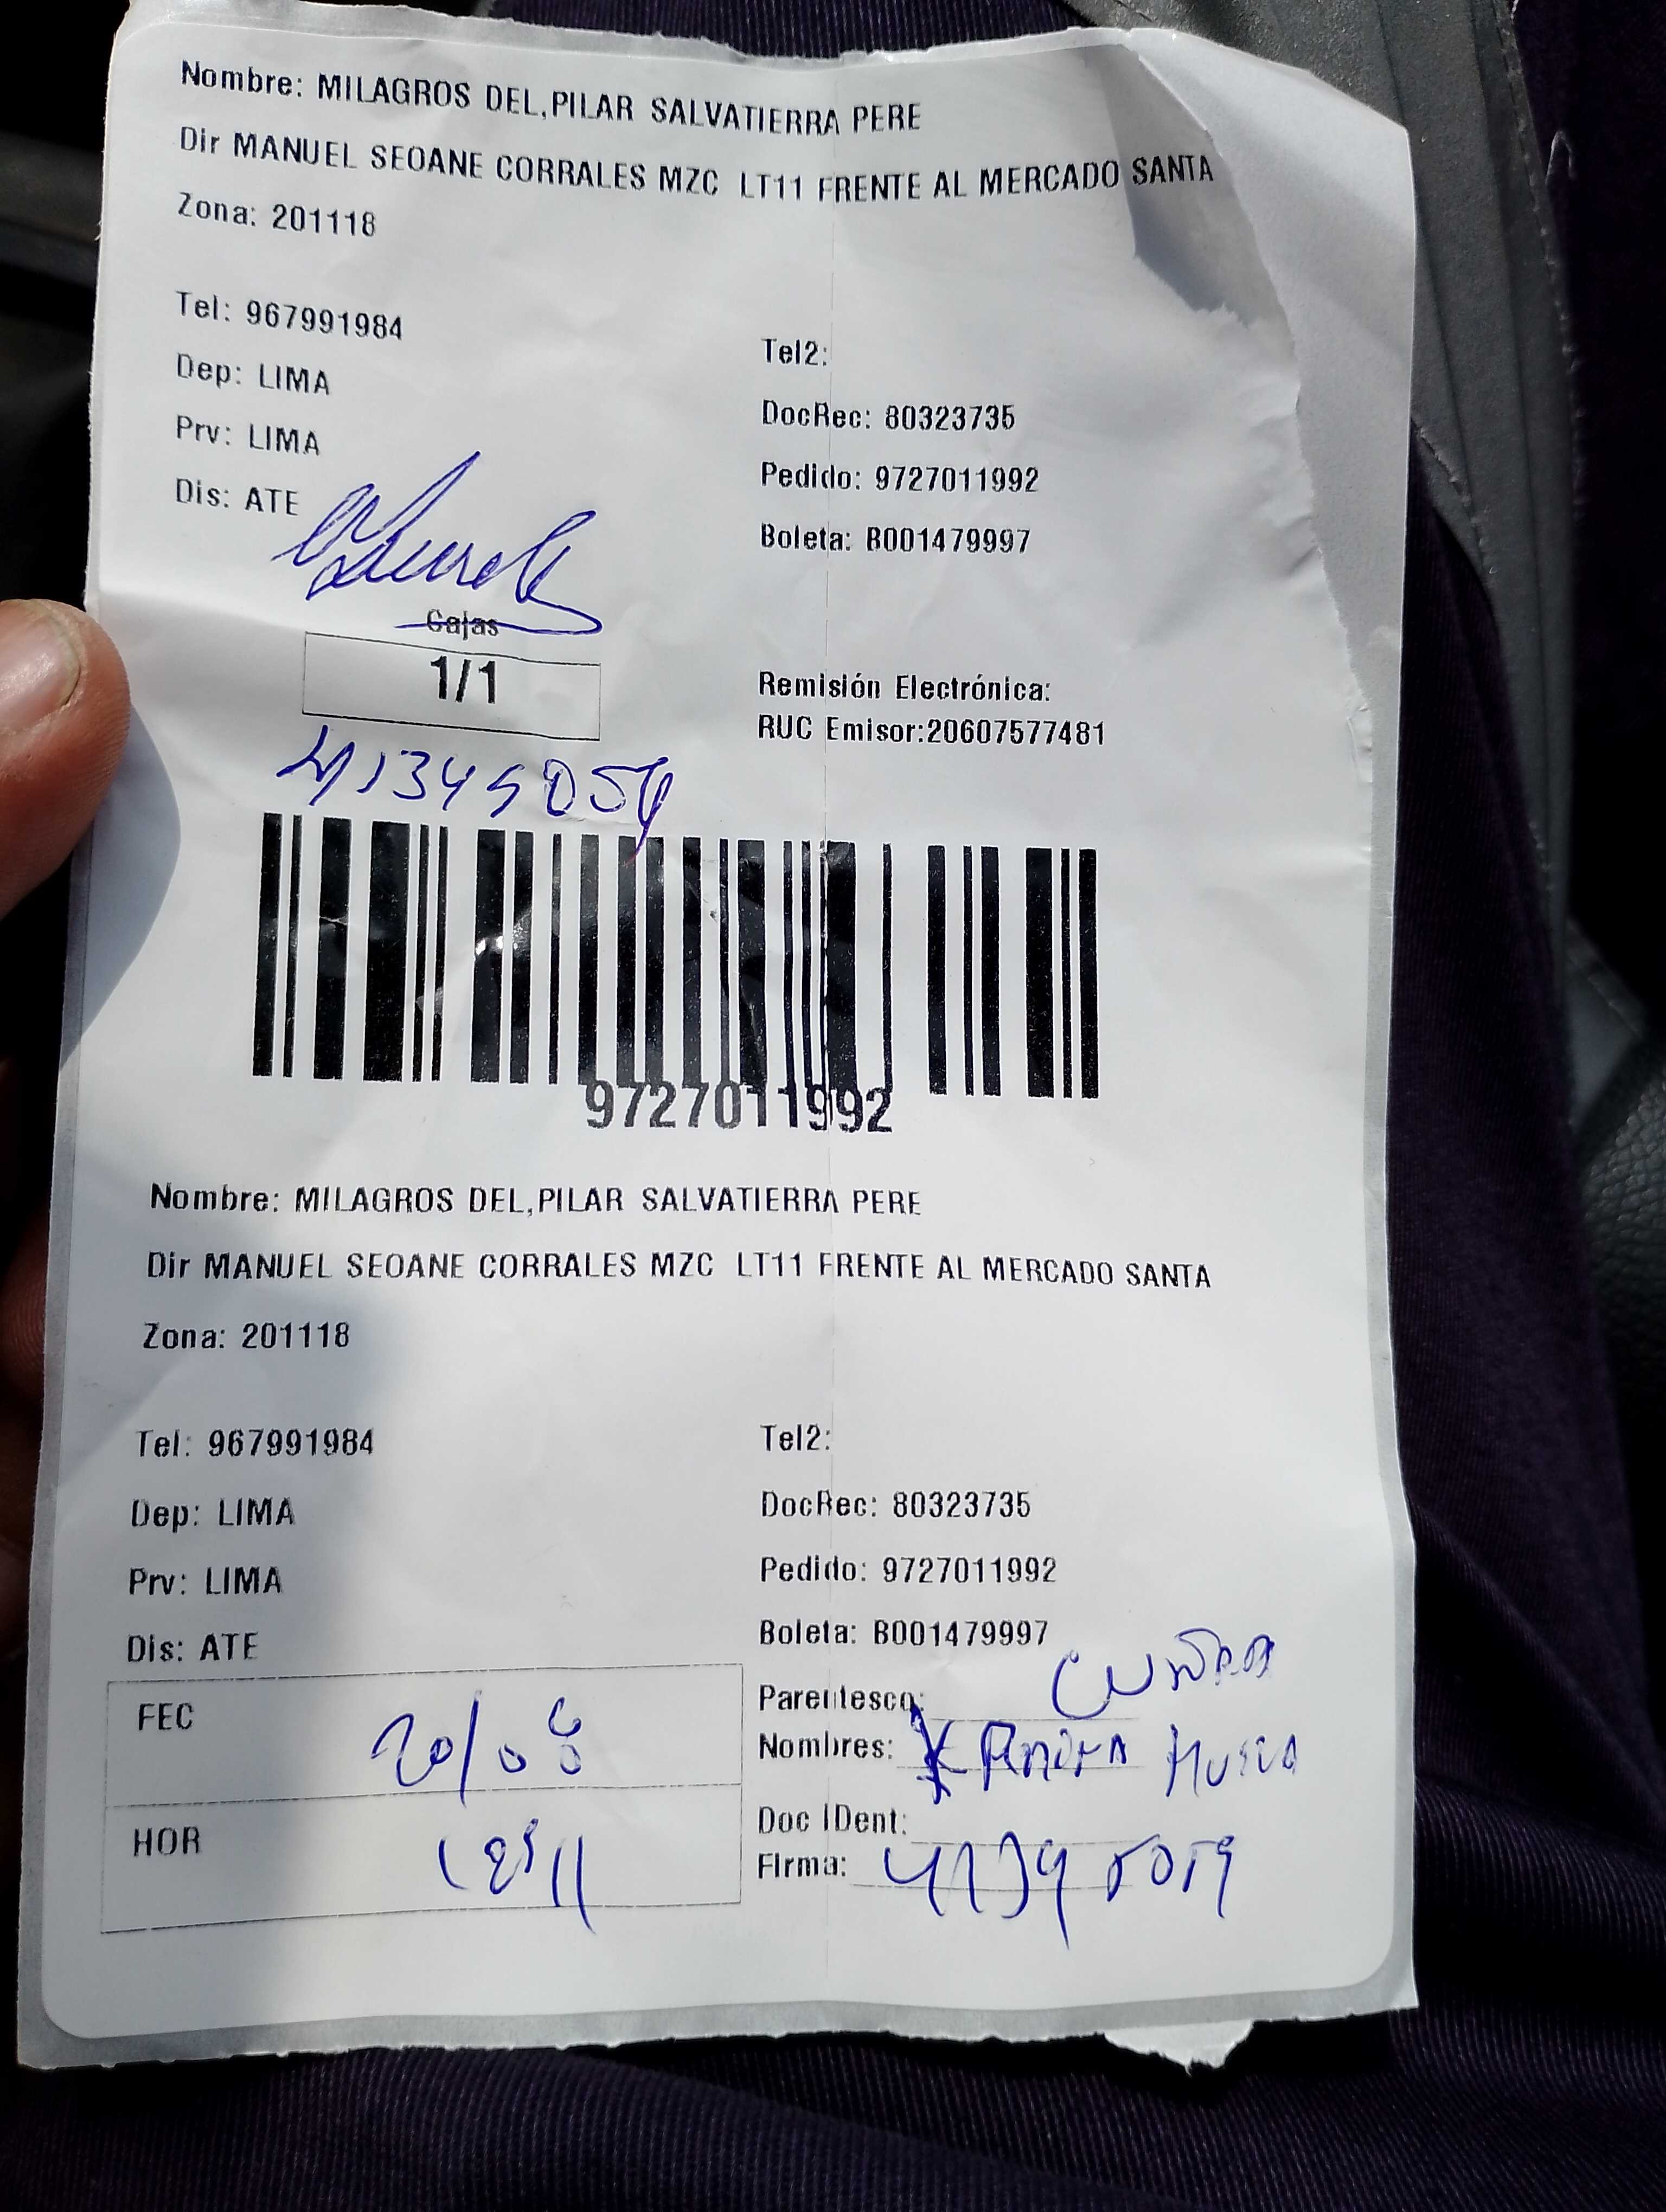 Nombre: MILAGROS DEL,PILAR SALVATIERRA PERE
Dir MANUEL SEOANE CORRALES MZC LT11 FRENTE AL MERCADO SANTA
Zona: 201118
Tel: 967991984
Tel2:
Dep: LIMA
DocRec: 80323735
Prv: LIMA
Pedido: 9727011992
Dis: ATE
Boleta: B001479997
Cajas
1/1
Remisión Electrónica:
RUC Emisor:20607577481
41345059
9727011992
Nombre: MILAGROS DEL,PILAR SALVATIERRA PERE
Dir MANUEL SEOANE CORRALES MZC LT11 FRENTE AL MERCADO SANTA
Zona: 201118
Tel: 967991984
Tel2:
Dep: LIMA
DocRec: 80323735
Prv: LIMA
Pedido: 9727011992
Dis: ATE
Boleta: B001479997
Parentesco: CUÑADA
FEC 20/08
Nombres:
Doc IDent:
HOR
Firma: